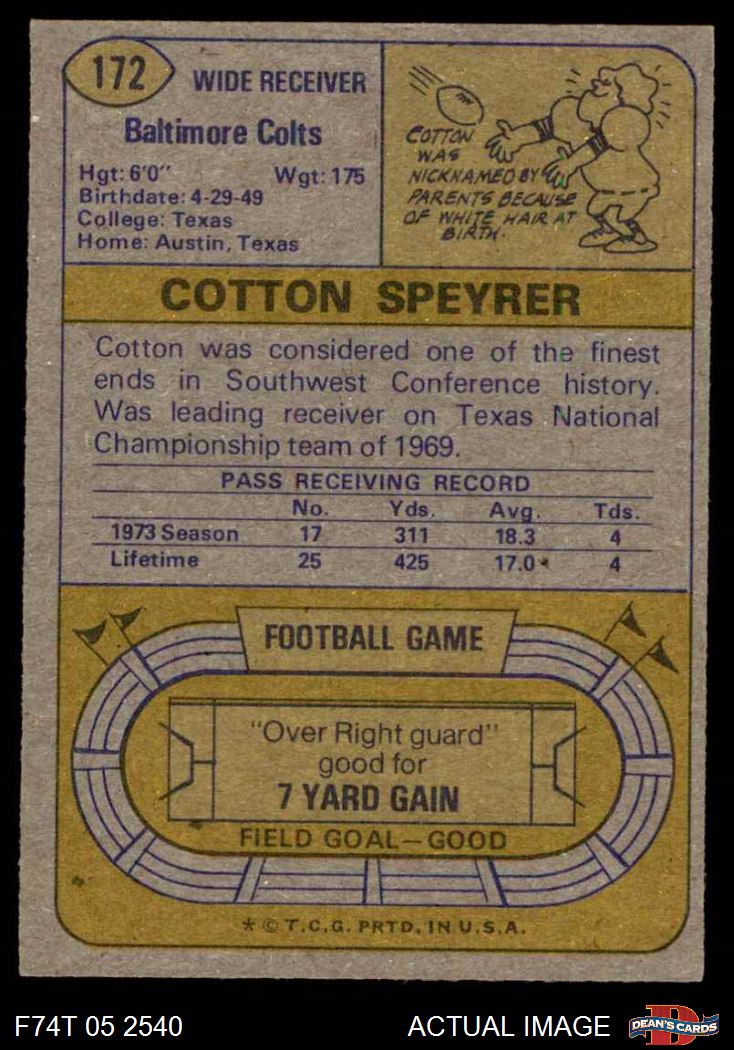 172
WIDE RECEIVER
Baltimore Colts
Hgt: 6'0" Wgt: 175
Birthdate: 4-29-49
College: Texas
Home: Austin, Texas
COTTON
WAS
NICKNAMED BY
PARENTS BECAUSE
OF WHITE HAIR AT
BIRTH.
COTTON SPEYRER
Cotton was considered one of the finest
ends in Southwest Conference history.
Was leading receiver on Texas National
Championship team of 1969.
PASS RECEIVING RECORD
No. Yds. Avg. Tds.
1973 Season 17 311 18.3 4
Lifetime 25 425 17.0 4
FOOTBALL GAME
"Over Right guard"
good for
7 YARD GAIN
FIELD GOAL—GOOD
* © T.C.G. PRTD. IN U.S.A.
F74T 05 2540 ACTUAL IMAGE
D
DEAN'S CARDS